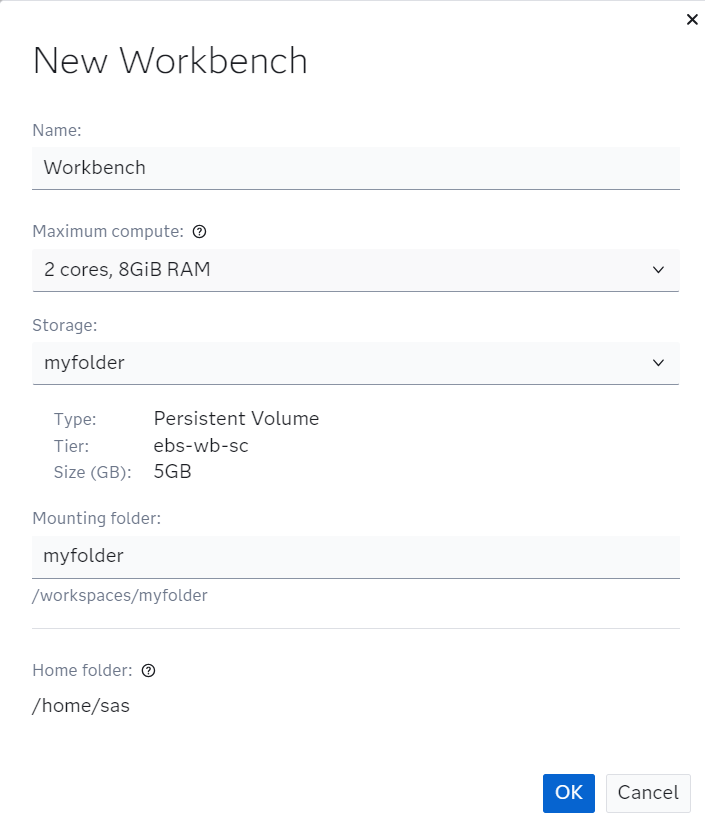 New Workbench
Name:
Workbench
Maximum compute:
2 cores, 8GiB RAM
Storage:
myfolder
Type: Persistent Volume
Tier: ebs-wb-sc
Size (GB): 5GB
Mounting folder:
myfolder
/workspaces/myfolder
Home folder:
/home/sas
OK Cancel